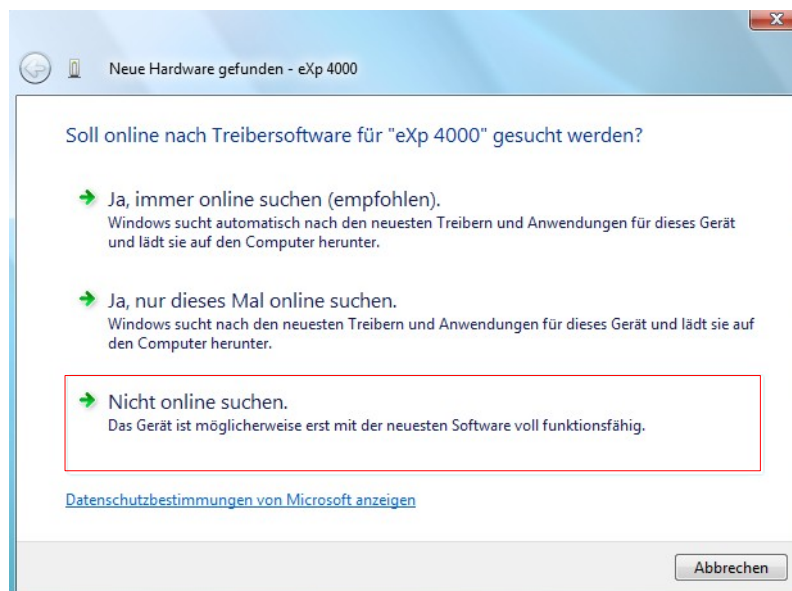 Neue Hardware gefunden - eXp 4000
Soll online nach Treibersoftware für "eXp 4000" gesucht werden?
Ja, immer online suchen (empfohlen).
Windows sucht automatisch nach den neuesten Treibern und Anwendungen für dieses Gerät
und lädt sie auf den Computer herunter.
Ja, nur dieses Mal online suchen.
Windows sucht nach den neuesten Treibern und Anwendungen für dieses Gerät und lädt sie auf
den Computer herunter.
Nicht online suchen.
Das Gerät ist möglicherweise erst mit der neuesten Software voll funktionsfähig.
Datenschutzbestimmungen von Microsoft anzeigen
Abbrechen